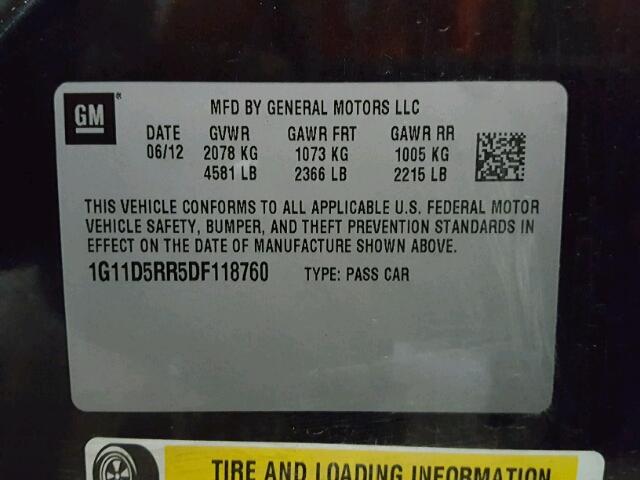 GM®
MFD BY GENERAL MOTORS LLC
DATE GVWR GAWR FRT GAWR RR
06/12 2078 KG 1073 KG 1005 KG
4581 LB 2366 LB 2215 LB
THIS VEHICLE CONFORMS TO ALL APPLICABLE U.S. FEDERAL MOTOR
VEHICLE SAFETY, BUMPER, AND THEFT PREVENTION STANDARDS
IN EFFECT ON THE DATE OF MANUFACTURE SHOWN ABOVE.
1G11D5RR5DF118760 TYPE: PASS CAR
TIRE AND LOADING INFORMATION